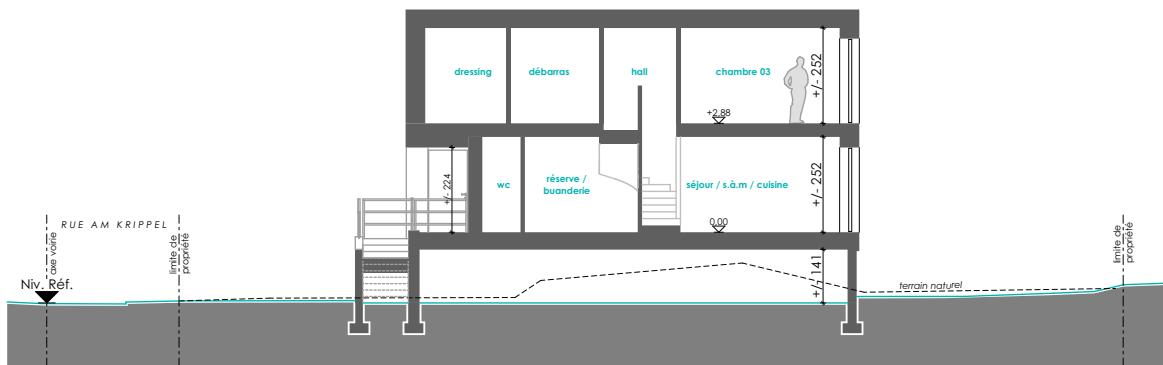 dressing
débarras
hall
chambre 03
+/- 252
+2.88
wc
réserve /
buanderie
séjour / s.à.m / cuisine
+/- 224
+/- 252
0.00
RUE AM KRIPPEL
axe voirie
limite de
propriété
limite de
propriété
+/- 141
Niv. Réf.
terrain naturel